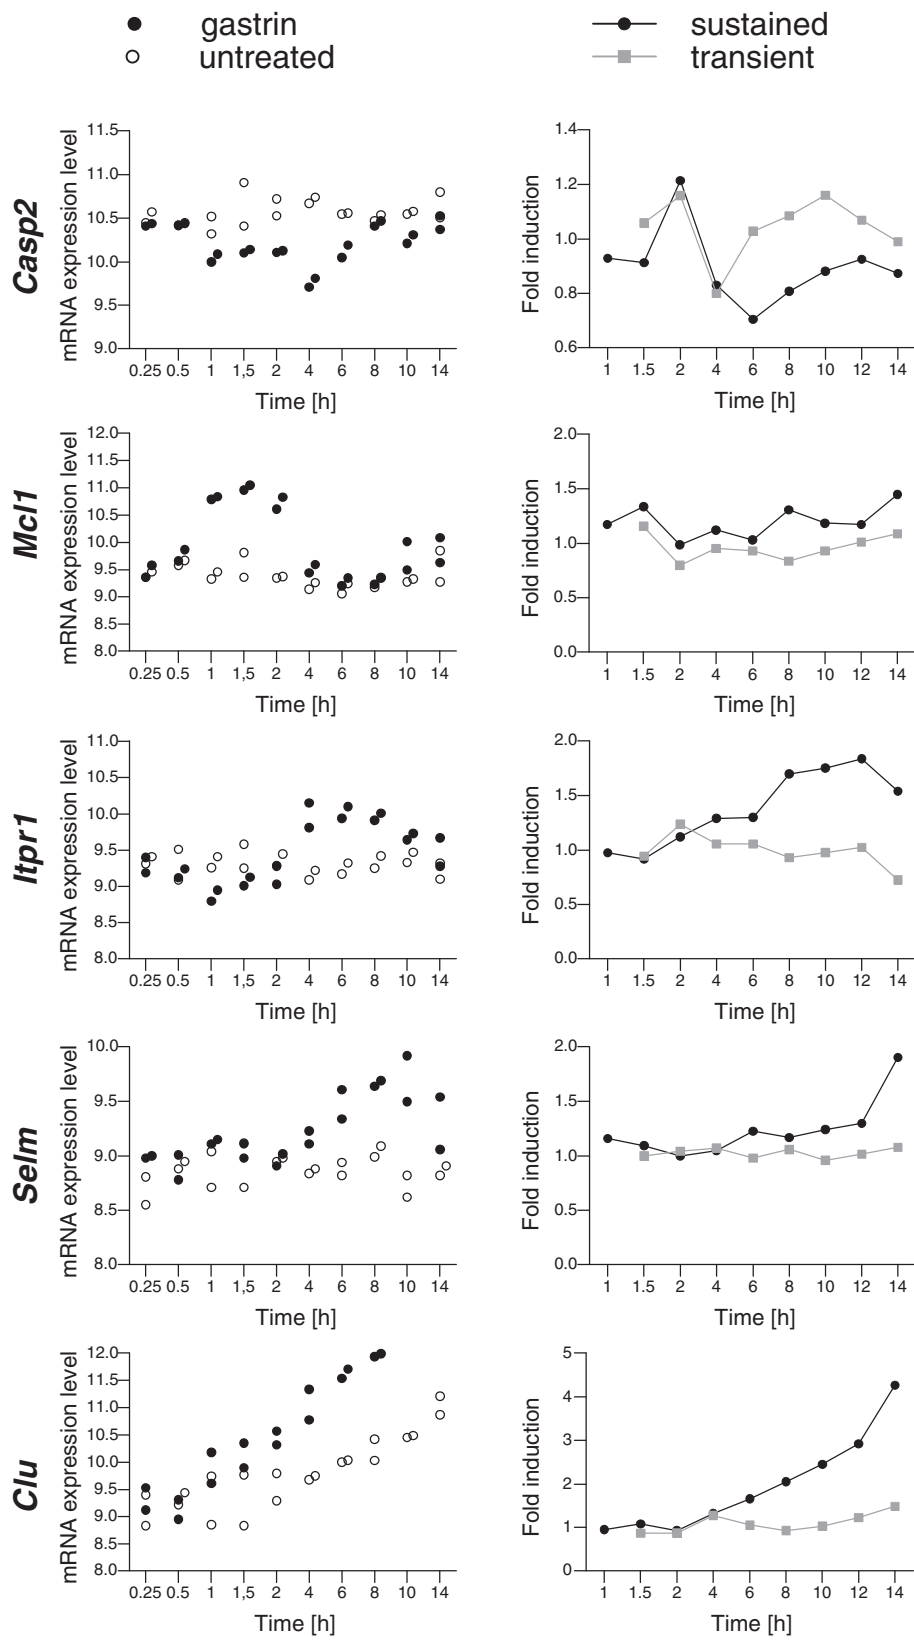 gastrin
untreated
sustained
transient
Casp2
mRNA expression level
11.5
11.0
10.5
10.0
9.5
9.0
0.25 0.5 1 1,5 2 4 6 8 10 14
Time [h]
Fold induction
1.4
1.2
1.0
0.8
0.6
1 1.5 2 4 6 8 10 12 14
Time [h]
Mcl1
mRNA expression level
12.0
11.5
11.0
10.5
10.0
9.5
9.0
8.5
8.0
0.25 0.5 1 1,5 2 4 6 8 10 14
Time [h]
Fold induction
2.0
1.5
1.0
0.5
0.0
1 1.5 2 4 6 8 10 12 14
Time [h]
Itpr1
mRNA expression level
11.0
10.5
10.0
9.5
9.0
8.5
8.0
0.25 0.5 1 1,5 2 4 6 8 10 14
Time [h]
Fold induction
2.0
1.5
1.0
0.5
0.0
1 1.5 2 4 6 8 10 12 14
Time [h]
Selm
mRNA expression level
10.0
9.5
9.0
8.5
8.0
0.25 0.5 1 1,5 2 4 6 8 10 14
Time [h]
Fold induction
2.0
1.5
1.0
0.5
0.0
1 1.5 2 4 6 8 10 12 14
Time [h]
Clu
mRNA expression level
12.0
11.5
11.0
10.5
10.0
9.5
9.0
8.5
8.0
0.25 0.5 1 1,5 2 4 6 8 10 14
Time [h]
Fold induction
5
4
3
2
1
0
1 1.5 2 4 6 8 10 12 14
Time [h]